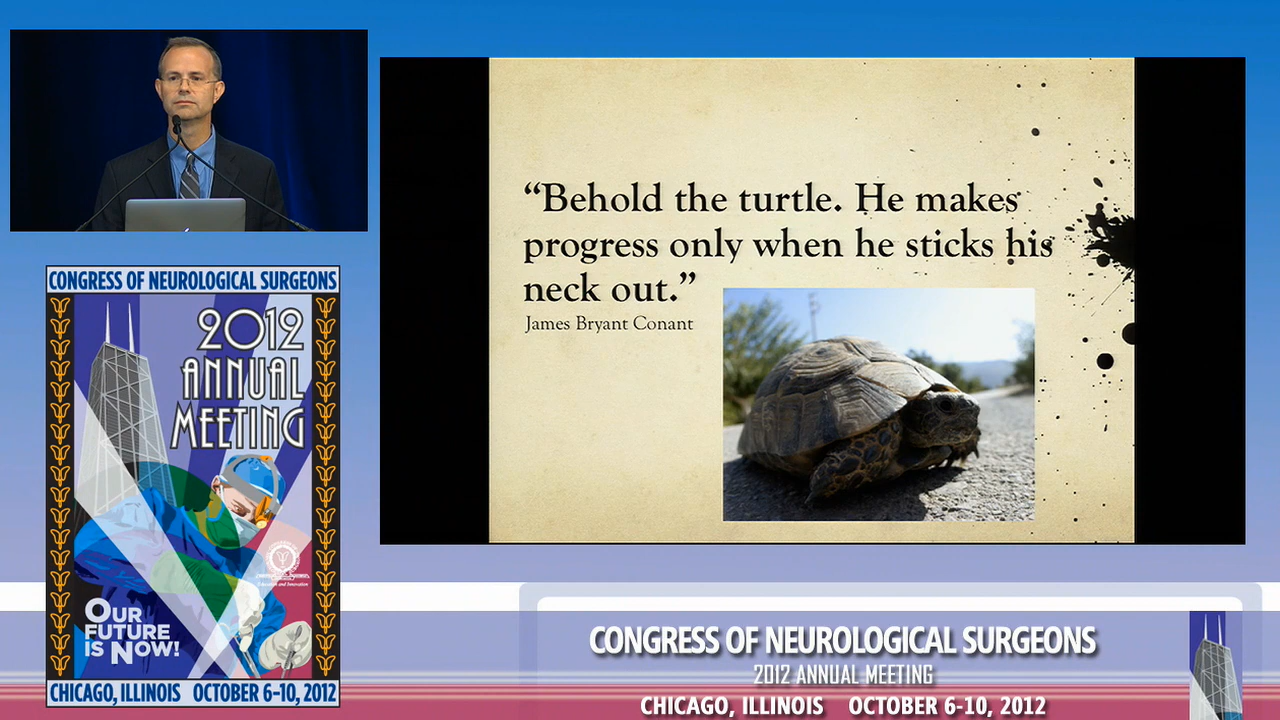 CONGRESS OF NEUROLOGICAL SURGEONS
2012
ANNUAL
MEETING
OUR
FUTURE
IS NOW!
CHICAGO, ILLINOIS OCTOBER 6-10, 2012
“Behold the turtle. He makes
progress only when he sticks his
neck out.”
James Bryant Conant
CONGRESS OF NEUROLOGICAL SURGEONS
2012 ANNUAL MEETING
CHICAGO, ILLINOIS OCTOBER 6-10, 2012